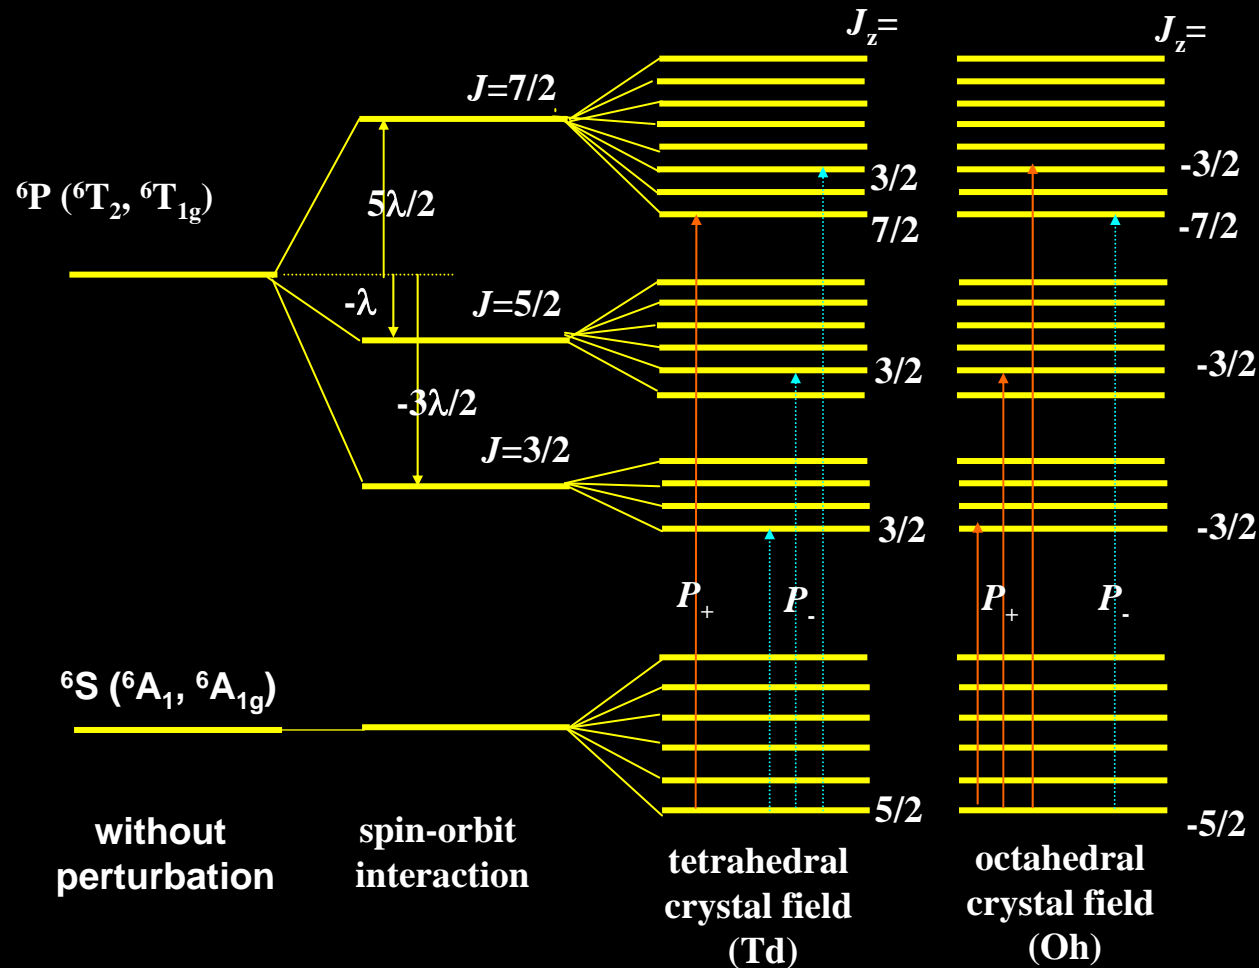 J_z=
J_z=
J=7/2
⁶P (⁶T₂, ⁶T₁g)
5λ/2
3/2
-3/2
7/2
-7/2
-λ
J=5/2
3/2
-3/2
-3λ/2
J=3/2
3/2
-3/2
P₊
P₋
P₊
P₋
⁶S (⁶A₁, ⁶A₁g)
5/2
-5/2
without
perturbation
spin-orbit
interaction
tetrahedral
crystal field
(Td)
octahedral
crystal field
(Oh)